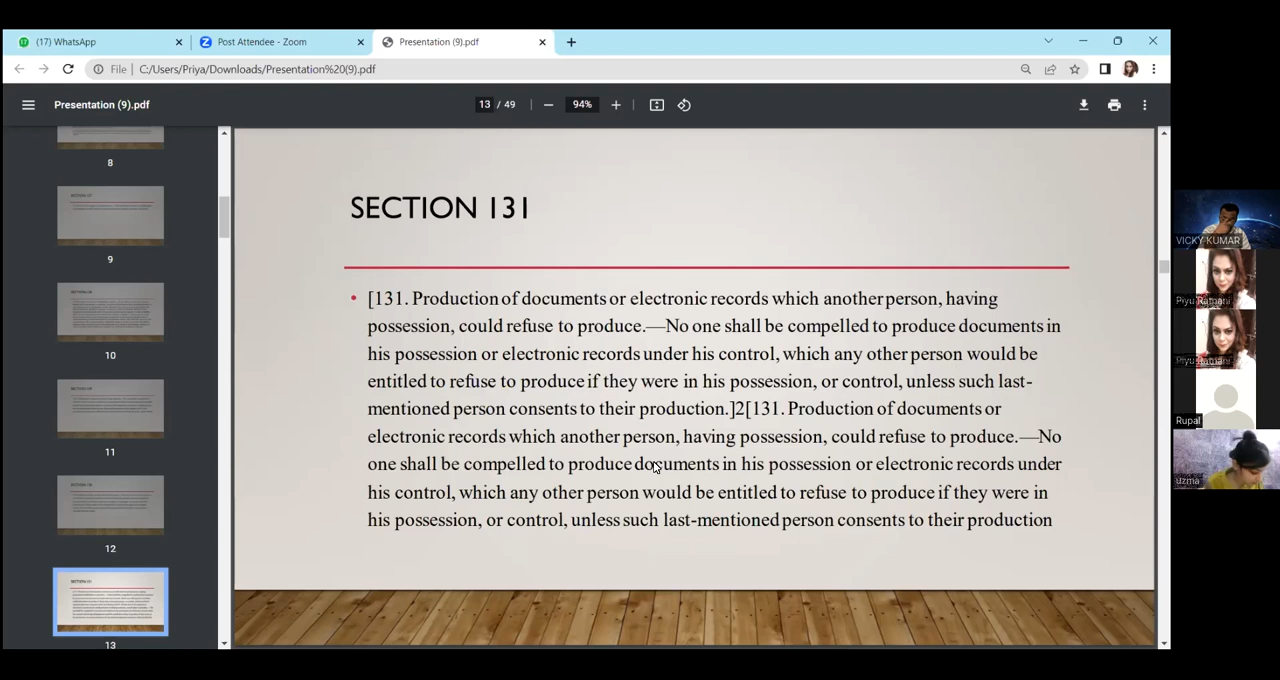 (17) WhatsApp
Post Attendee - Zoom
Presentation (9).pdf
File | C:/Users/Priya/Downloads/Presentation%20(9).pdf
Presentation (9).pdf
13 / 49
94%
8
9
10
11
12
13
SECTION 131
• [131. Production of documents or electronic records which another person, having
possession, could refuse to produce.—No one shall be compelled to produce documents in
his possession or electronic records under his control, which any other person would be
entitled to refuse to produce if they were in his possession, or control, unless such last-
mentioned person consents to their production.]2[131. Production of documents or
electronic records which another person, having possession, could refuse to produce.—No
one shall be compelled to produce documents in his possession or electronic records under
his control, which any other person would be entitled to refuse to produce if they were in
his possession, or control, unless such last-mentioned person consents to their production
VICKY KUMAR
Piyu Ratnani
Piyu Ratnani
Rupal
uzma